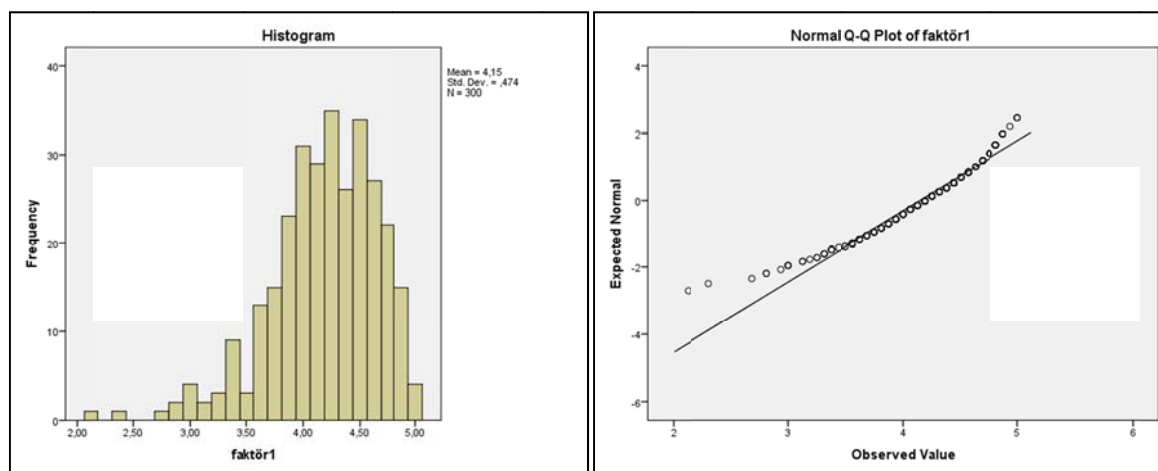 Histogram
Mean = 4,15
Std. Dev. = ,474
N = 300
Frequency
40
30
20
10
0
2,00 2,50 3,00 3,50 4,00 4,50 5,00
faktör1
Normal Q-Q Plot of faktör1
Expected Normal
4
2
0
-2
-4
-6
2 3 4 5 6
Observed Value